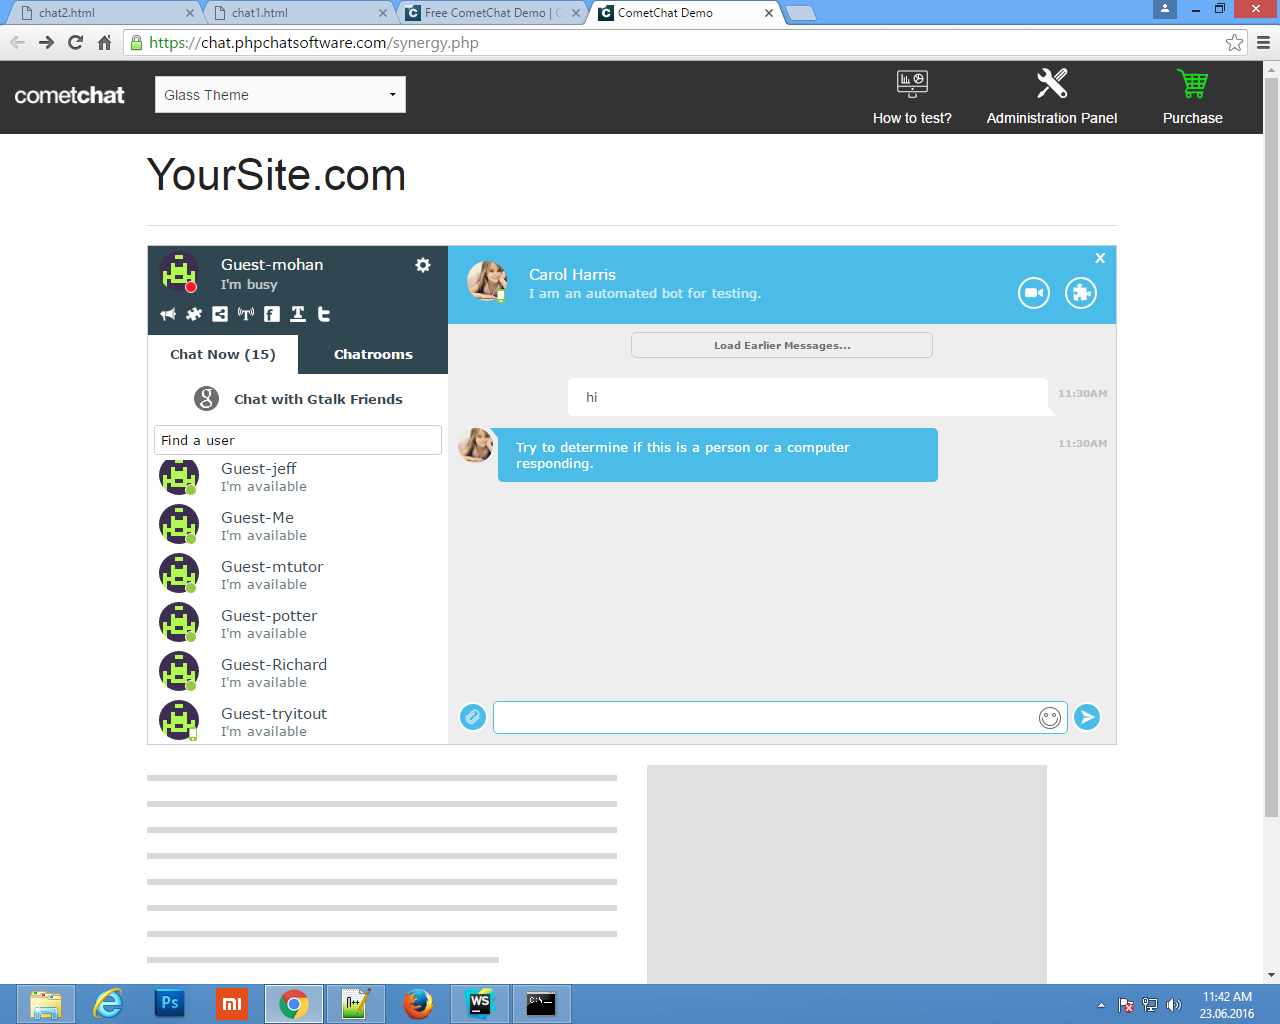 chat2.html
chat1.html
Free CometChat Demo | C
CometChat Demo
https://chat.phpchatsoftware.com/synergy.php
cometchat
Glass Theme
How to test?
Administration Panel
Purchase
YourSite.com
Guest-mohan
I'm busy
Chat Now (15)
Chatrooms
Chat with Gtalk Friends
Find a user
Guest-jeff
I'm available
Guest-Me
I'm available
Guest-mtutor
I'm available
Guest-potter
I'm available
Guest-Richard
I'm available
Guest-tryitout
I'm available
Carol Harris
I am an automated bot for testing.
X
Load Earlier Messages...
hi
11:30AM
Try to determine if this is a person or a computer
responding.
11:30AM
Ps
mi
N++
WS
C:\_
11:42 AM
23.06.2016